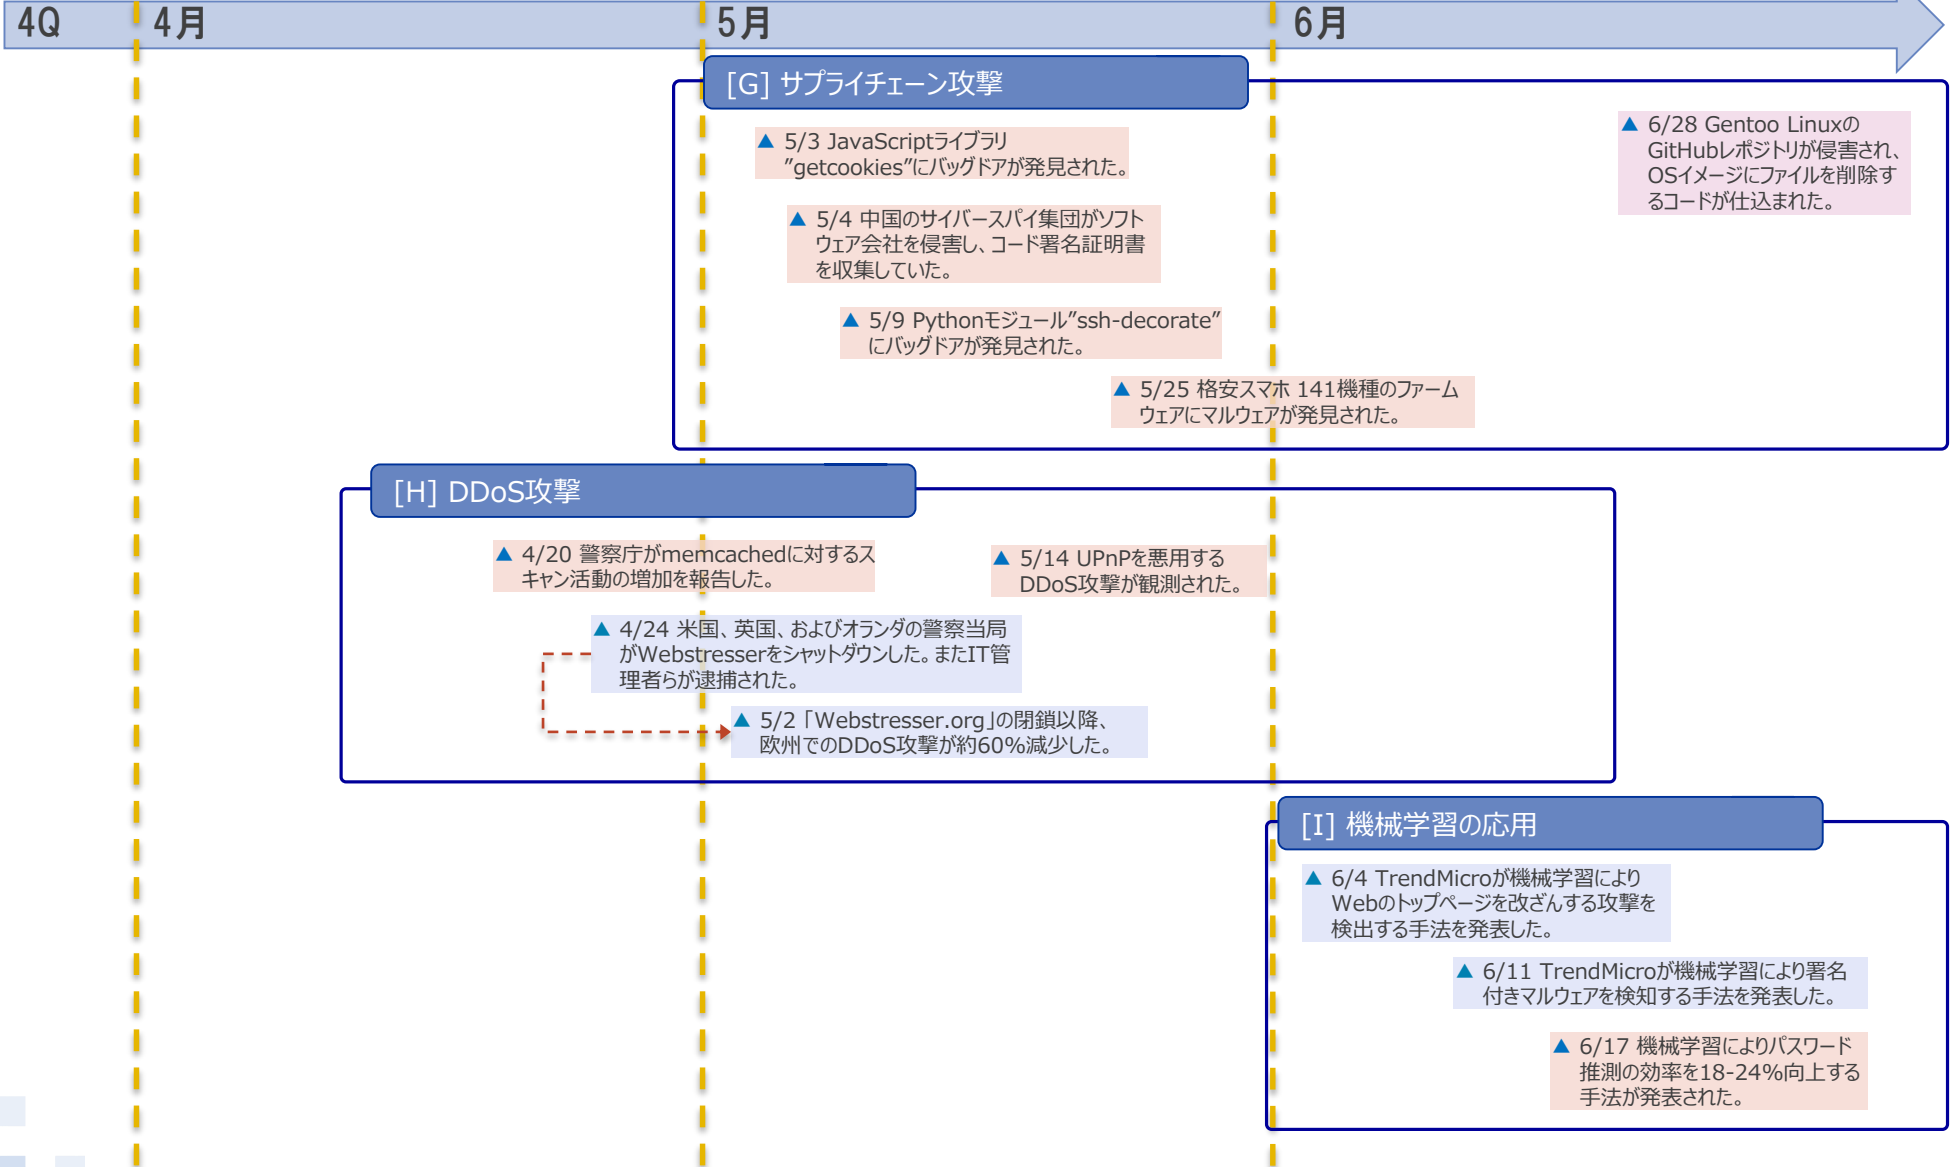 4Q
4月
5月
6月
[G] サプライチェーン攻撃
▲ 5/3 JavaScriptライブラリ
”getcookies”にバッグドアが発見された。
▲ 5/4 中国のサイバースパイ集団がソフト
ウェア会社を侵害し、コード署名証明書
を収集していた。
▲ 5/9 Pythonモジュール”ssh-decorate”
にバッグドアが発見された。
▲ 5/25 格安スマホ 141機種のファーム
ウェアにマルウェアが発見された。
▲ 6/28 Gentoo Linuxの
GitHubレポジトリが侵害され、
OSイメージにファイルを削除す
るコードが仕込まれた。
[H] DDoS攻撃
▲ 4/20 警察庁がmemcachedに対するス
キャン活動の増加を報告した。
▲ 5/14 UPnPを悪用する
DDoS攻撃が観測された。
▲ 4/24 米国、英国、およびオランダの警察当局
がWebstresserをシャットダウンした。またIT管
理者らが逮捕された。
▲ 5/2 「Webstresser.org」の閉鎖以降、
欧州でのDDoS攻撃が約60%減少した。
[I] 機械学習の応用
▲ 6/4 TrendMicroが機械学習により
Webのトップページを改ざんする攻撃を
検出する手法を発表した。
▲ 6/11 TrendMicroが機械学習により署名
付きマルウェアを検知する手法を発表した。
▲ 6/17 機械学習によりパスワード
推測の効率を18-24%向上する
手法が発表された。